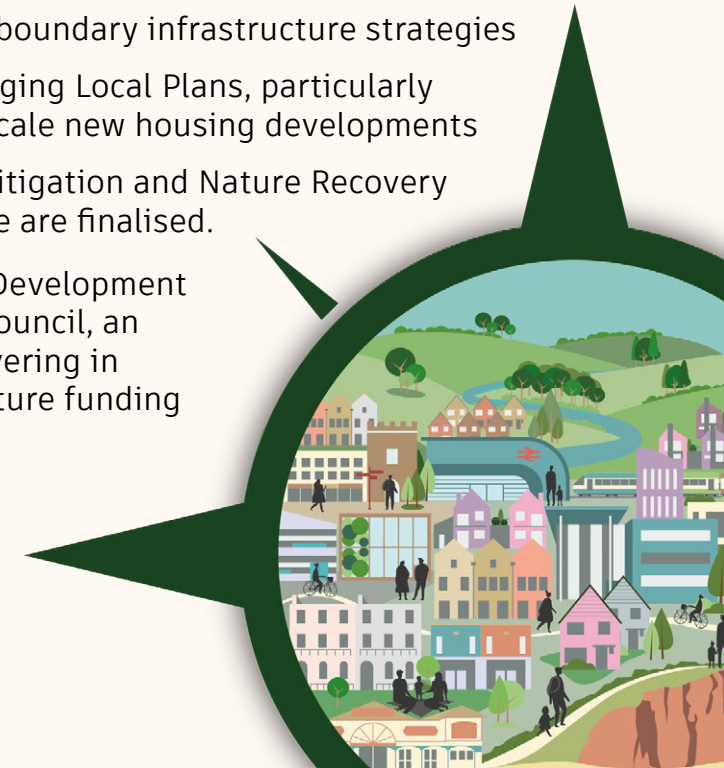 boundary infrastructure strategies
ging Local Plans, particularly
cale new housing developments
itigation and Nature Recovery
e are finalised.
Development
ouncil, an
vering in
ture funding